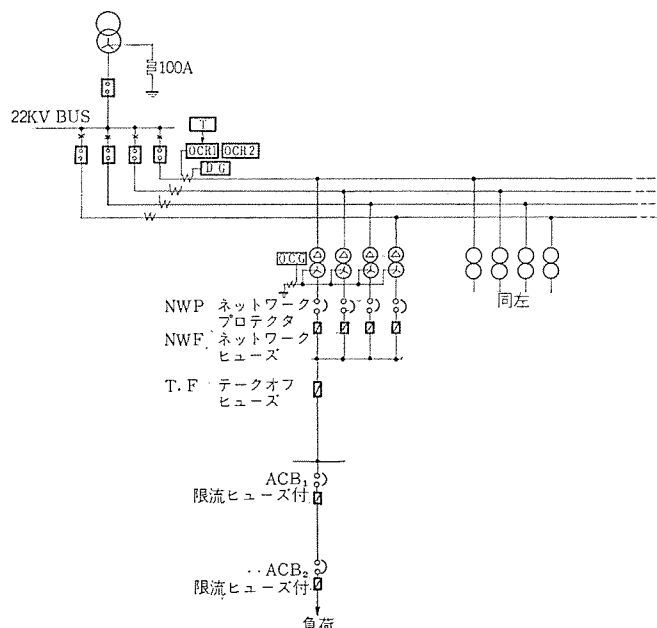 100A
22KV BUS
T
OCR1 OCR2
DG
OCG
同左
NWP ネットワーク
プロテクタ
NWF ネットワーク
ヒューズ
T.F テークオフ
ヒューズ
ACB₁
限流ヒューズ付
ACB₂
限流ヒューズ付
負荷